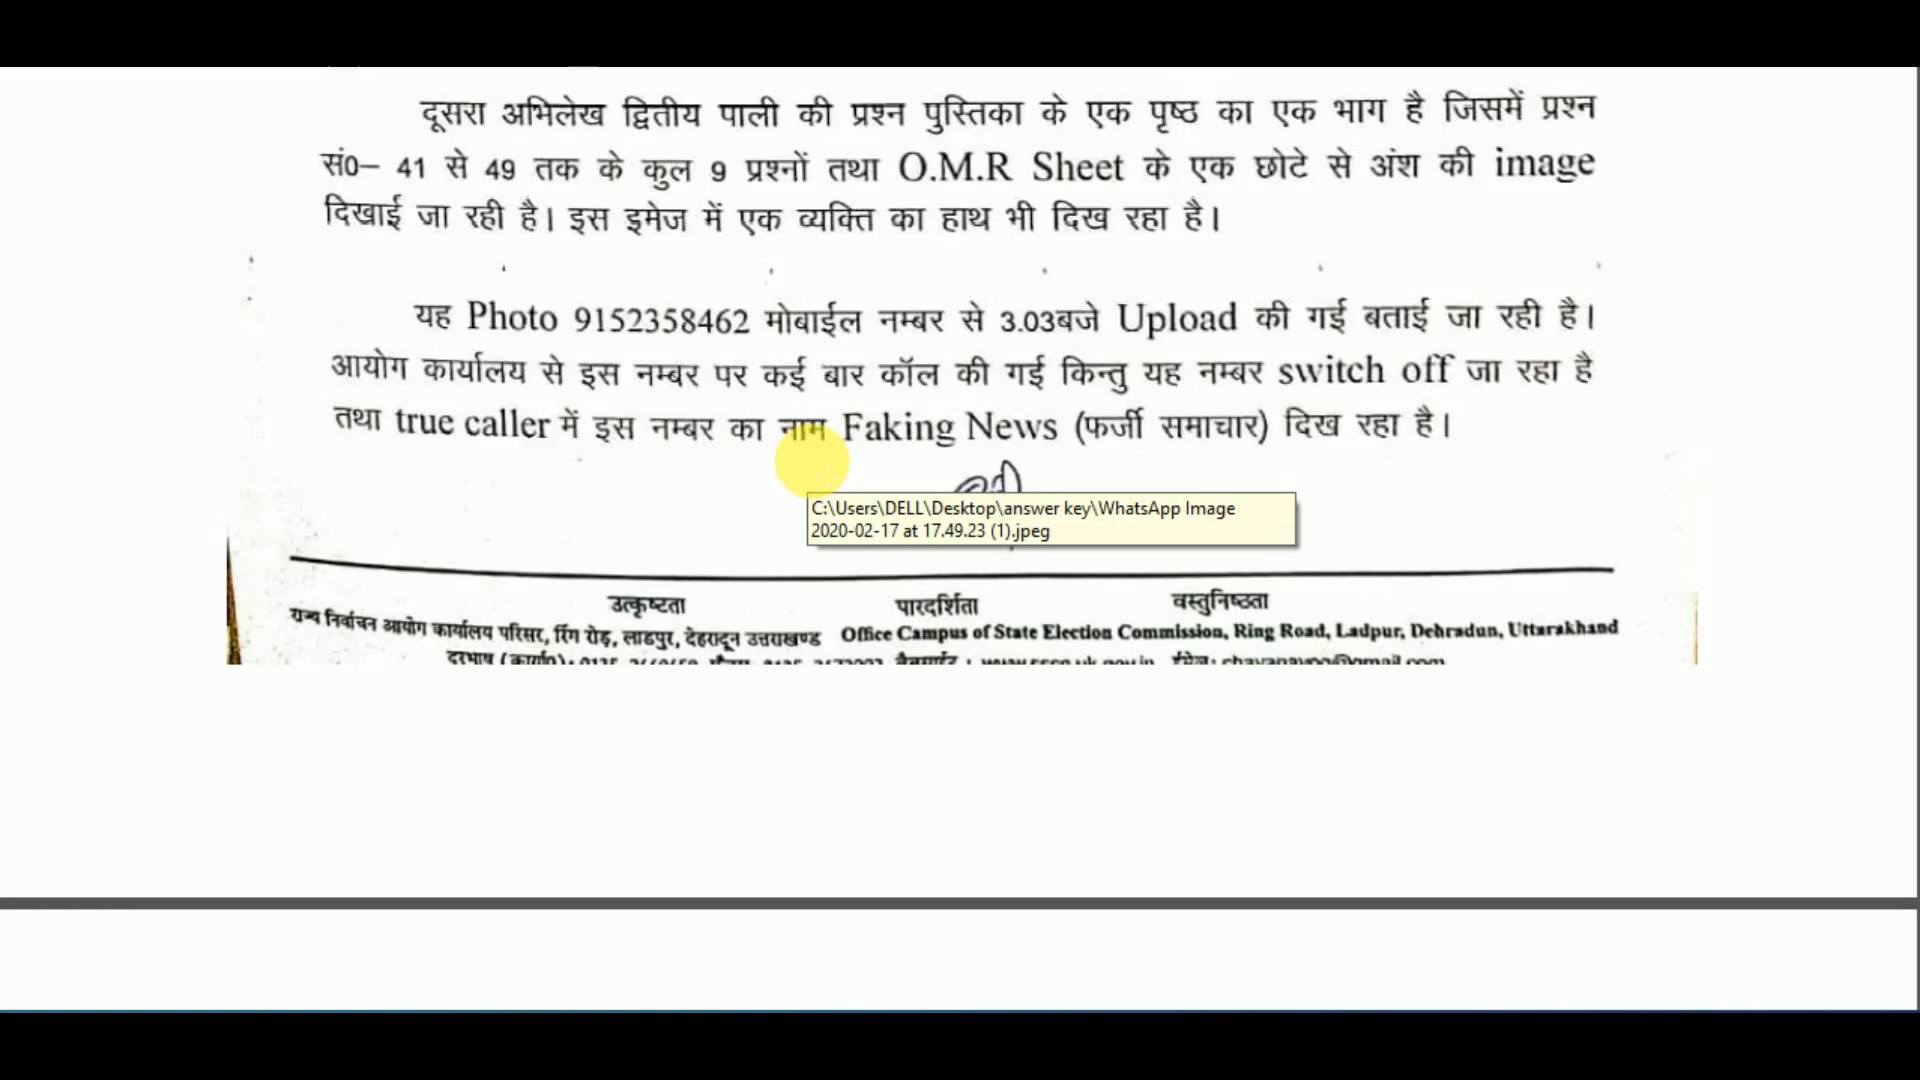 दूसरा अभिलेख द्वितीय पाली की प्रश्न पुस्तिका के एक पृष्ठ का एक भाग है जिसमें प्रश्न
सं0– 41 से 49 तक के कुल 9 प्रश्नों तथा O.M.R Sheet के एक छोटे से अंश की image
दिखाई जा रही है। इस इमेज में एक व्यक्ति का हाथ भी दिख रहा है।
यह Photo 9152358462 मोबाईल नम्बर से 3.03बजे Upload की गई बताई जा रही है।
आयोग कार्यालय से इस नम्बर पर कई बार कॉल की गई किन्तु यह नम्बर switch off जा रहा है
तथा true caller में इस नम्बर का नाम Faking News (फर्जी समाचार) दिख रहा है।
C:\Users\DELL\Desktop\answer key\WhatsApp Image
2020-02-17 at 17.49.23 (1).jpeg
उत्कृष्टता पारदर्शिता वस्तुनिष्ठता
राज्य निर्वाचन आयोग कार्यालय परिसर, रिंग रोड़, लाडपुर, देहरादून उत्तराखण्ड Office Campus of State Election Commission, Ring Road, Ladpur, Dehradun, Uttarakhand